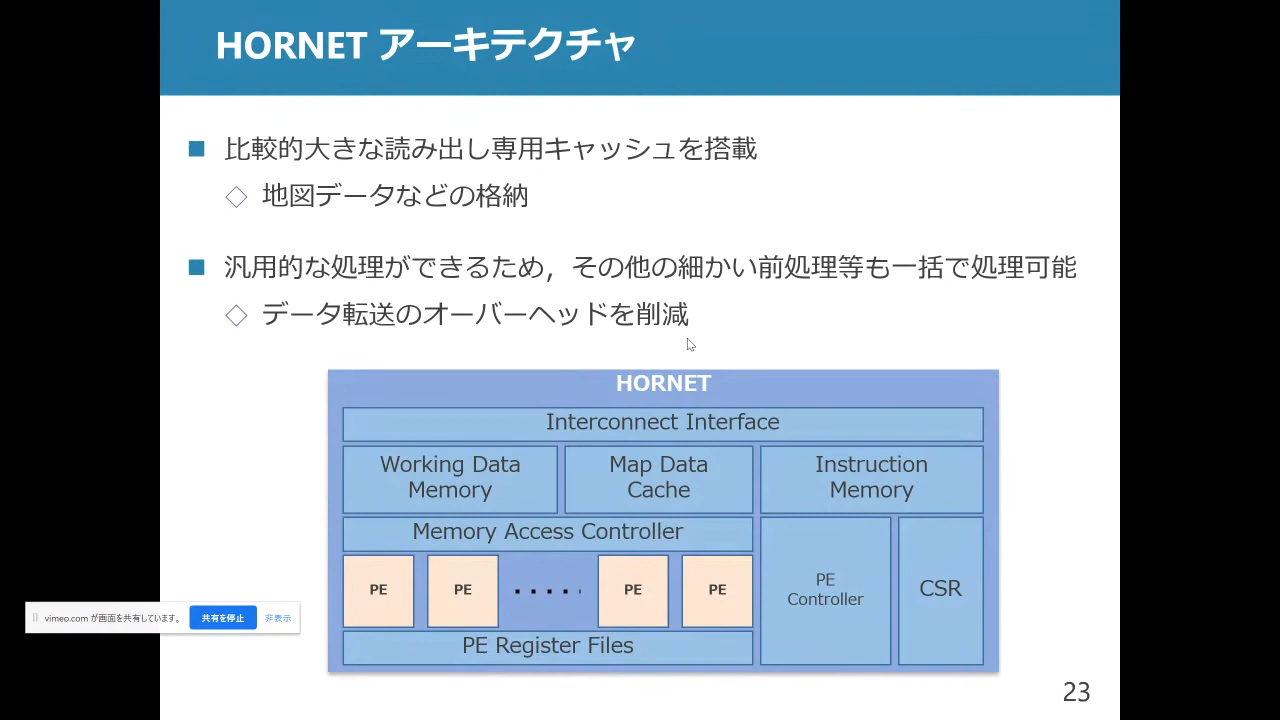 HORNET アーキテクチャ
比較的大きな読み出し専用キャッシュを搭載
地図データなどの格納
汎用的な処理ができるため，その他の細かい前処理等も一括で処理可能
データ転送のオーバーヘッドを削減
HORNET
Interconnect Interface
Working Data
Memory
Map Data
Cache
Instruction
Memory
Memory Access Controller
PE
PE
PE
PE
PE
Controller
CSR
PE Register Files
vimeo.com が画面を共有しています。
共有を停止
非表示
23